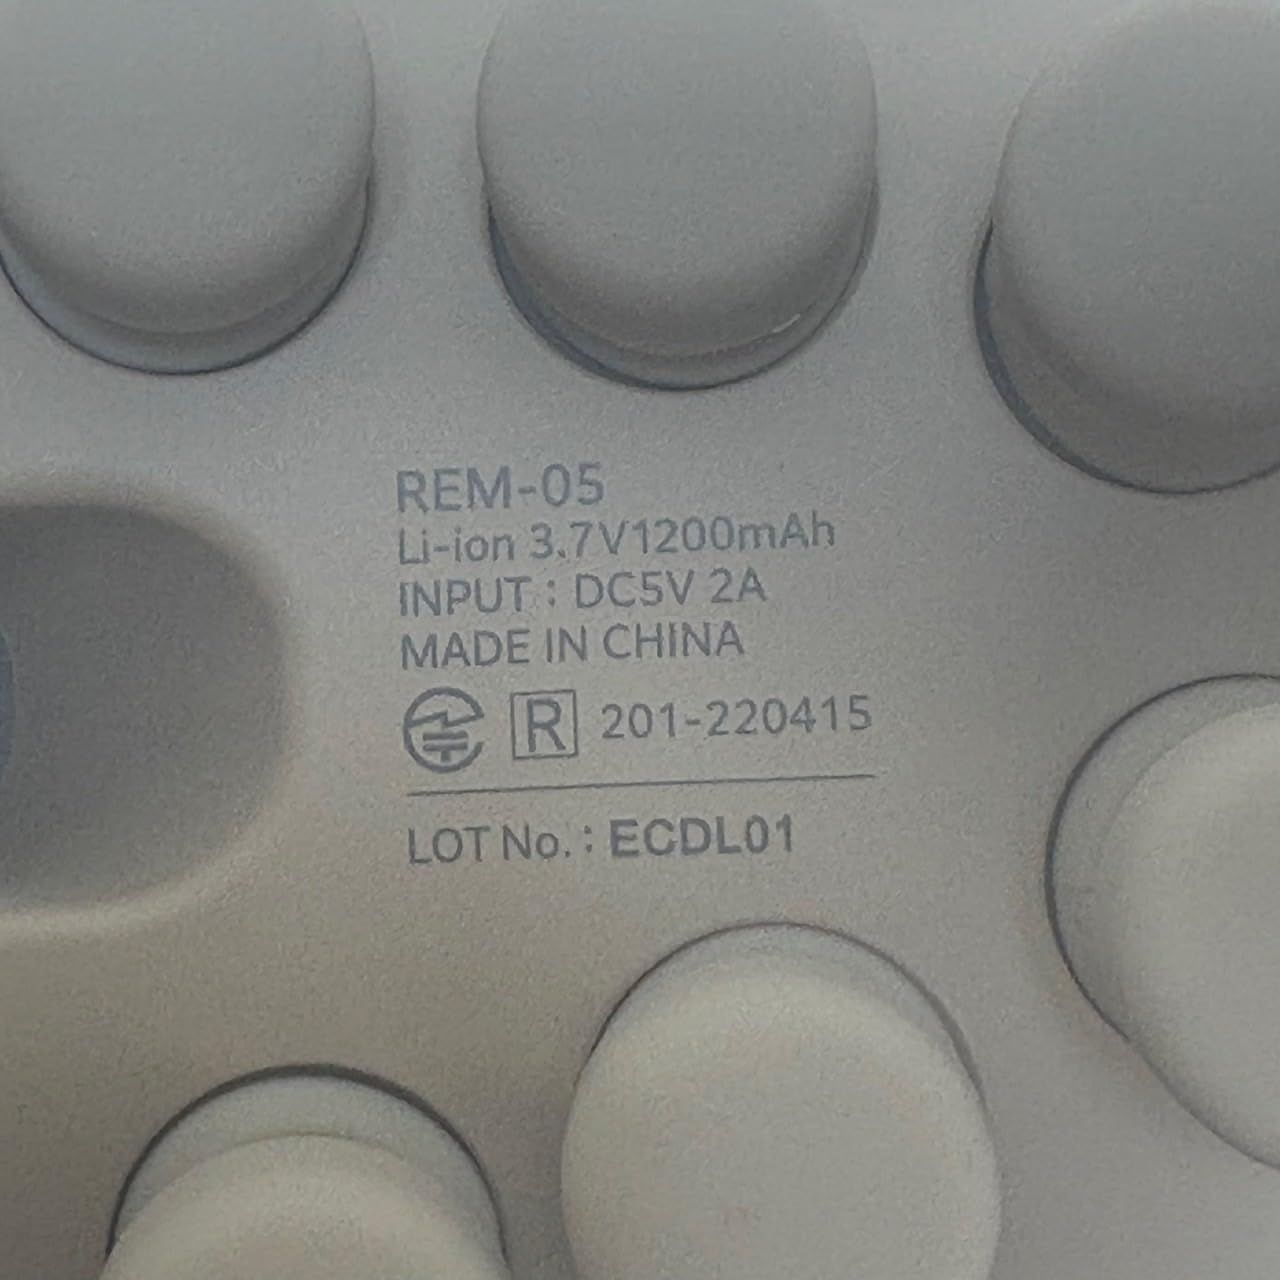 REM-05
Li-ion 3.7V1200mAh
INPUT : DC5V 2A
MADE IN CHINA
R 201-220415
LOT No. : ECDL01